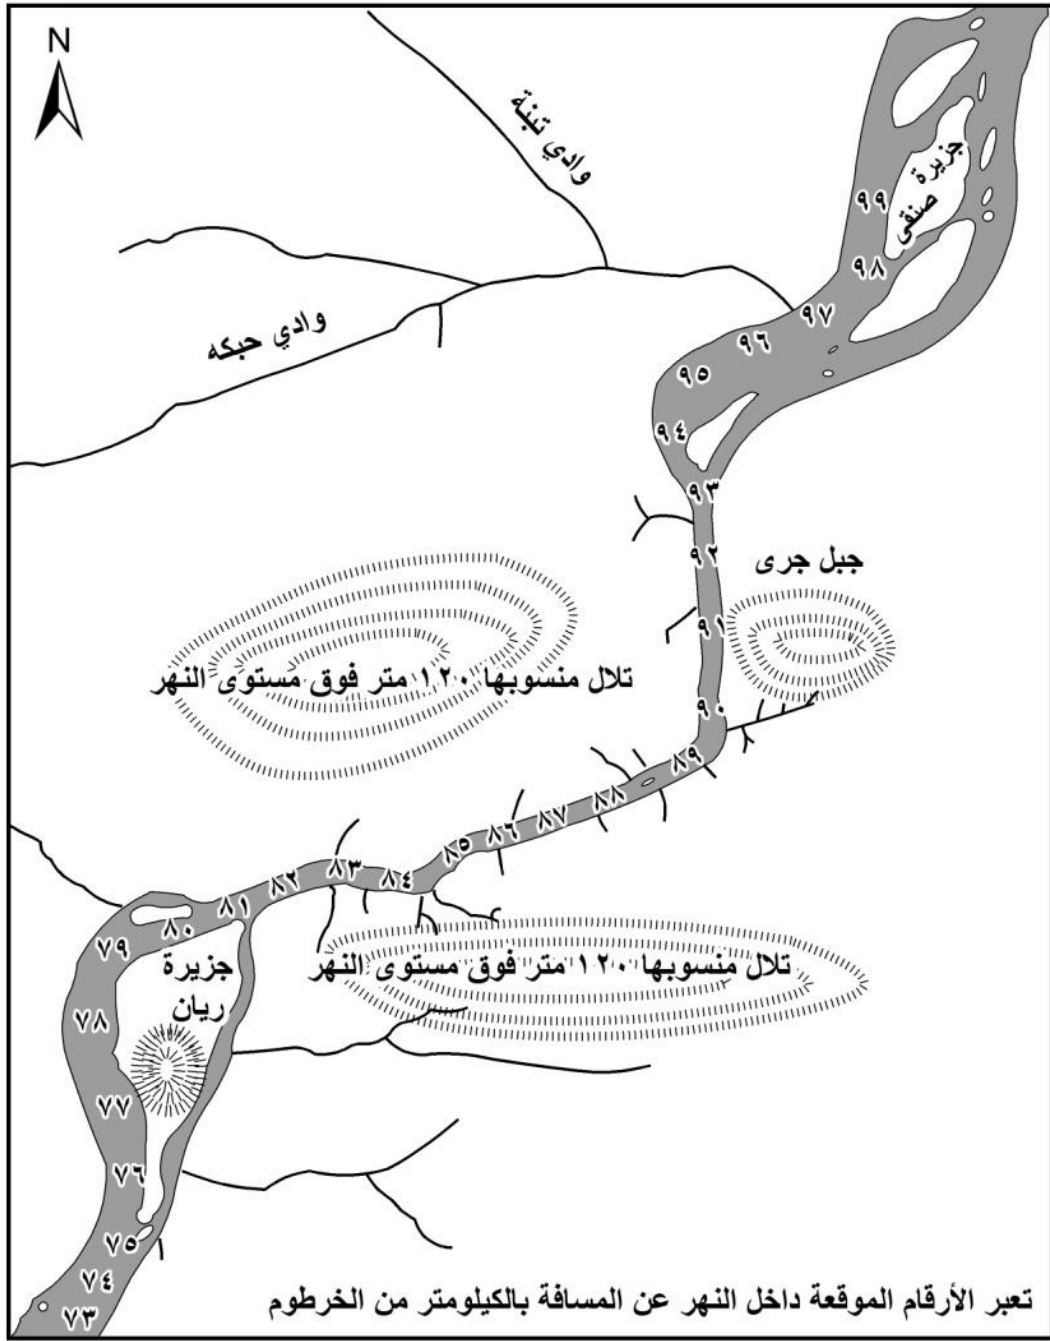 N
وادي تبنة
جزيرة
صنقى
٩٩
٩٨
وادي حبكه
٩٧
٩٦
٩٥
٩٤
٩٣
٩٢
جبل جرى
٩١
تلال منسوبها ١٢٠ متر فوق مستوى النهر
٩٠
٨٩
٨٨
٨٧
٨٦
٨٥
٨٤
٨٣
٨٢
٨١
٨٠
٧٩
تلال منسوبها ١٢٠ متر فوق مستوى النهر
جزيرة
ريان
٧٨
٧٧
٧٦
٧٥
٧٤
٧٣
تعبر الأرقام الموقعة داخل النهر عن المسافة بالكيلومتر من الخرطوم